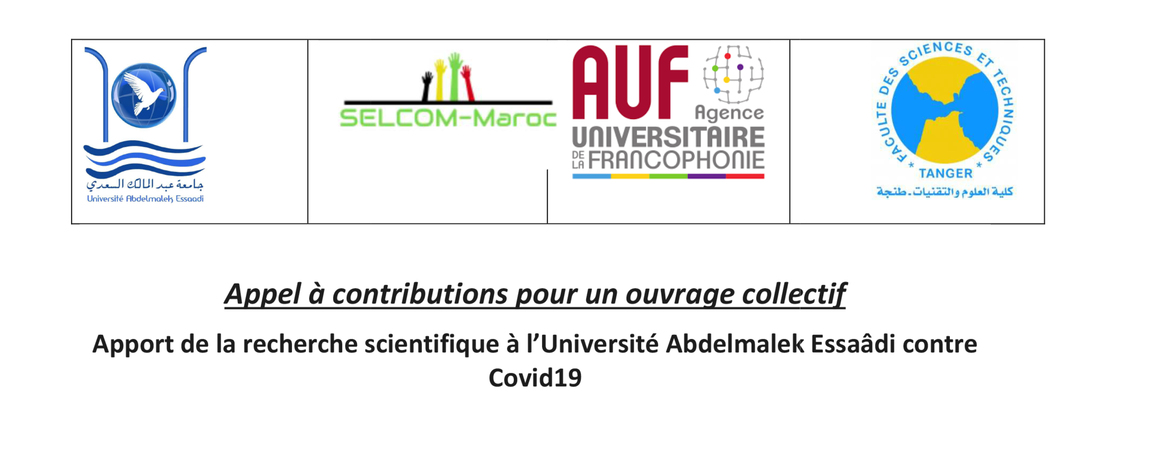 جامعة عبد المالك السعدي
Université Abdelmalek Essaadi
SELCOM-Maroc
AUF
Agence
UNIVERSITAIRE
DE LA FRANCOPHONIE
FACULTE DES SCIENCES ET TECHNIQUES
* TANGER *
كلية العلوم والتقنيات - طنجة
Appel à contributions pour un ouvrage collectif
Apport de la recherche scientifique à l’Université Abdelmalek Essaâdi contre
Covid19